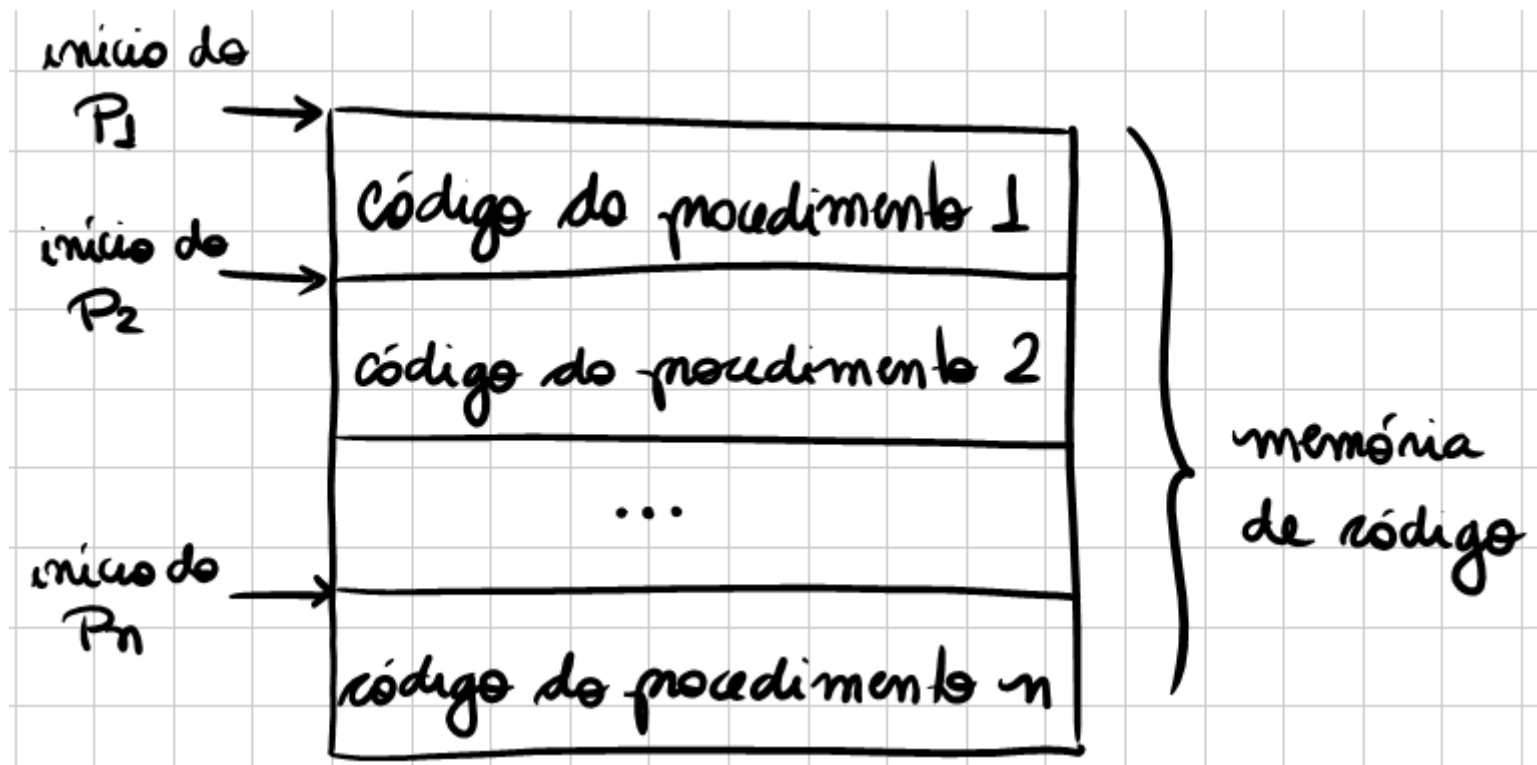 início do
P1
código do procedimento 1
início do
P2
código do procedimento 2
memória
de código
...
início do
Pn
código do procedimento n